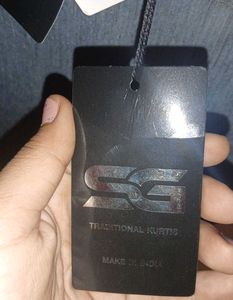 SG
TRADITIONAL KURTIS
MAKE IN INDIA